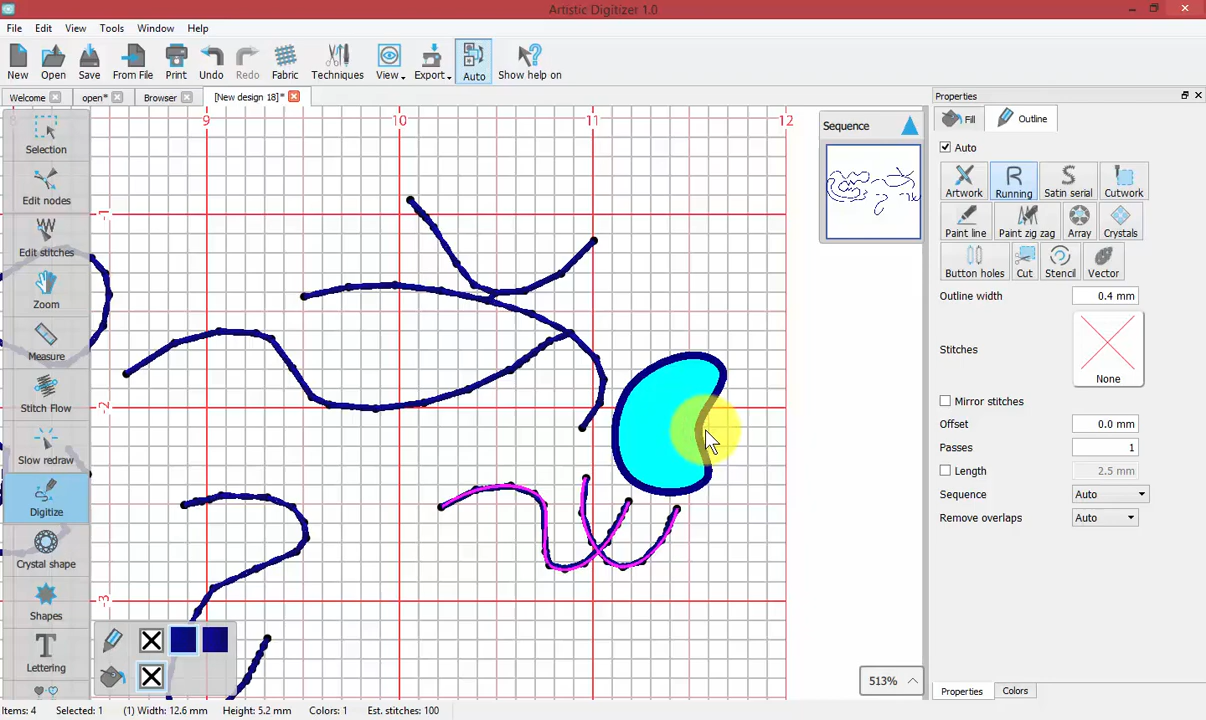 Artistic Digitizer 1.0
File Edit View Tools Window Help
New Open Save From File Print Undo Redo Fabric Techniques View Export Auto Show help on
Welcome open* Browser [New design 18]*
Properties
Fill Outline
Auto
Artwork Running Satin serial Cutwork
Paint line Paint zig zag Array Crystals
Button holes Cut Stencil Vector
Outline width 0.4 mm
Stitches None
Mirror stitches
Offset 0.0 mm
Passes 1
Length 2.5 mm
Sequence Auto
Remove overlaps Auto
Properties Colors
Sequence
9 10 11 12
-1
-2
-3
Selection
Edit nodes
Edit stitches
Zoom
Measure
Stitch Flow
Slow redraw
Digitize
Crystal shape
Shapes
Lettering
513%
Items: 4 Selected: 1 (1) Width: 12.6 mm Height: 5.2 mm Colors: 1 Est. stitches: 100